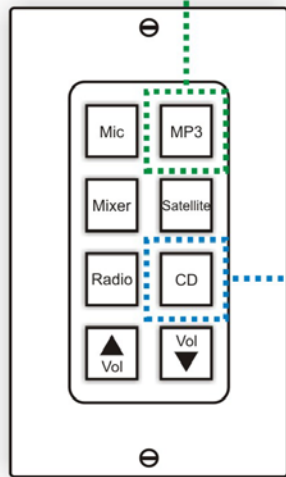 Mic MP3
Mixer Satellite
Radio CD
▲ Vol
Vol ▼